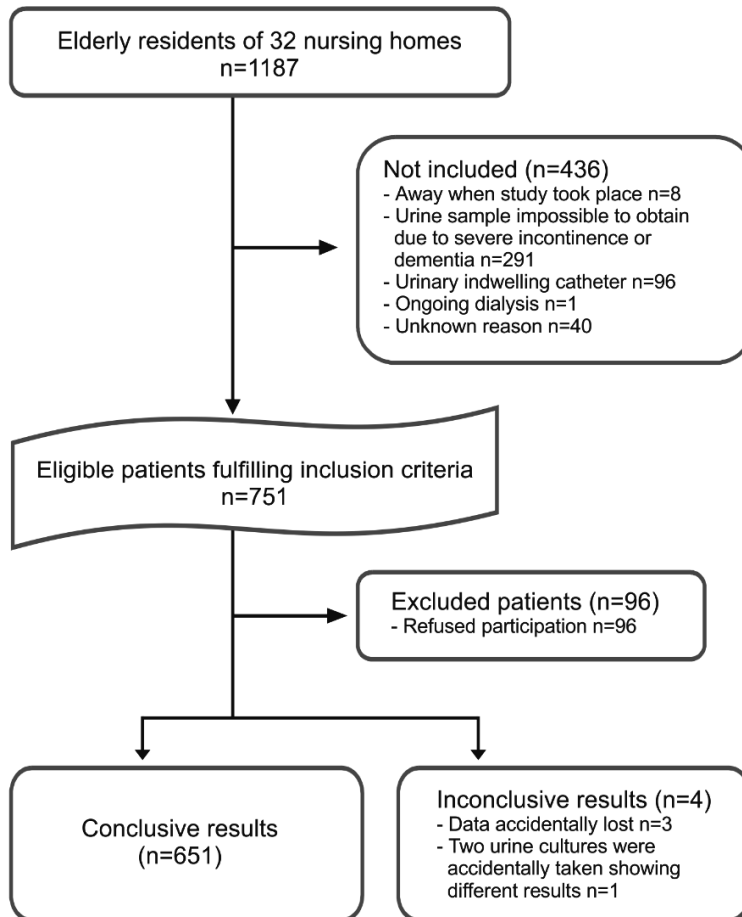 Elderly residents of 32 nursing homes
n=1187
Not included (n=436)
- Away when study took place n=8
- Urine sample impossible to obtain
due to severe incontinence or
dementia n=291
- Urinary indwelling catheter n=96
- Ongoing dialysis n=1
- Unknown reason n=40
Eligible patients fulfilling inclusion criteria
n=751
Excluded patients (n=96)
- Refused participation n=96
Conclusive results
(n=651)
Inconclusive results (n=4)
- Data accidentally lost n=3
- Two urine cultures were
accidentally taken showing
different results n=1